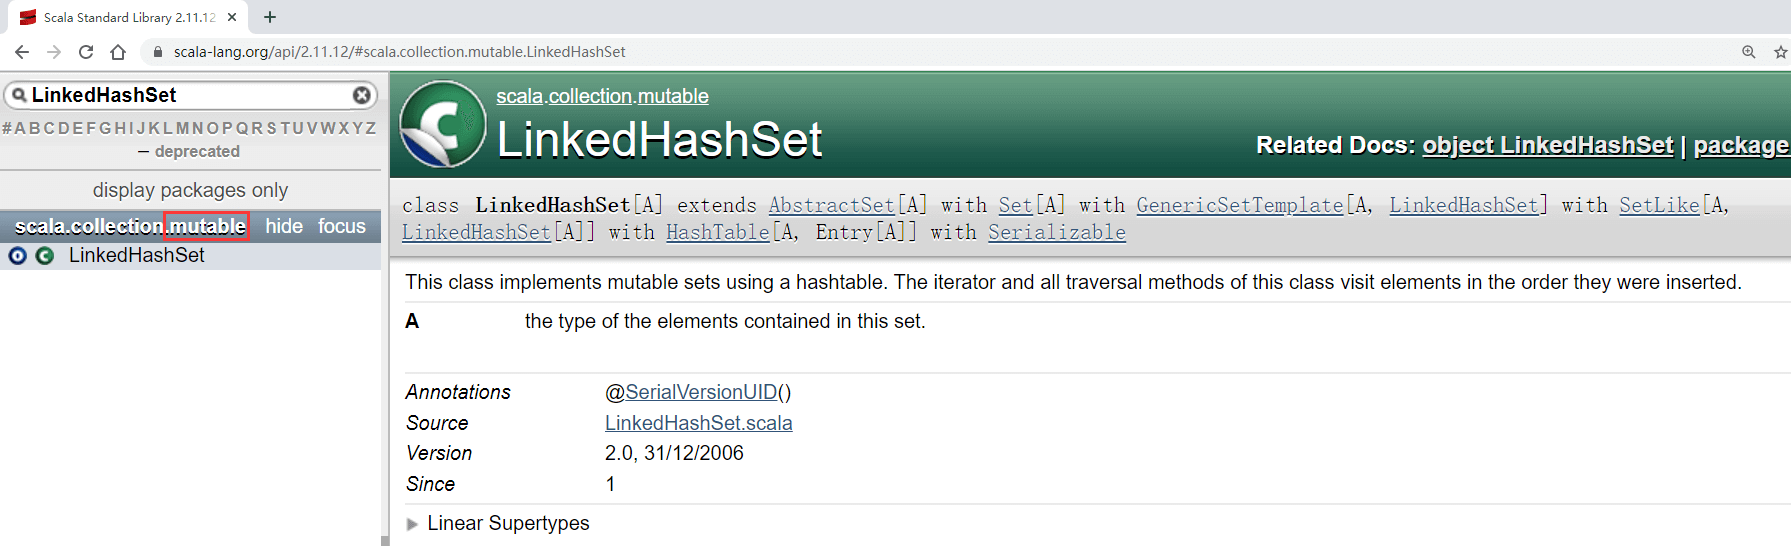 Scala Standard Library 2.11.12
scala-lang.org/api/2.11.12/#scala.collection.mutable.LinkedHashSet
LinkedHashSet
#ABCDEFGHIJKLMNOPQRSTUVWXYZ
– deprecated
display packages only
scala.collection.mutable hide focus
LinkedHashSet
scala.collection.mutable
LinkedHashSet
Related Docs: object LinkedHashSet | package
class LinkedHashSet[A] extends AbstractSet[A] with Set[A] with GenericSetTemplate[A, LinkedHashSet] with SetLike[A,
LinkedHashSet[A]] with HashTable[A, Entry[A]] with Serializable
This class implements mutable sets using a hashtable. The iterator and all traversal methods of this class visit elements in the order they were inserted.
A the type of the elements contained in this set.
Annotations @SerialVersionUID()
Source LinkedHashSet.scala
Version 2.0, 31/12/2006
Since 1
Linear Supertypes